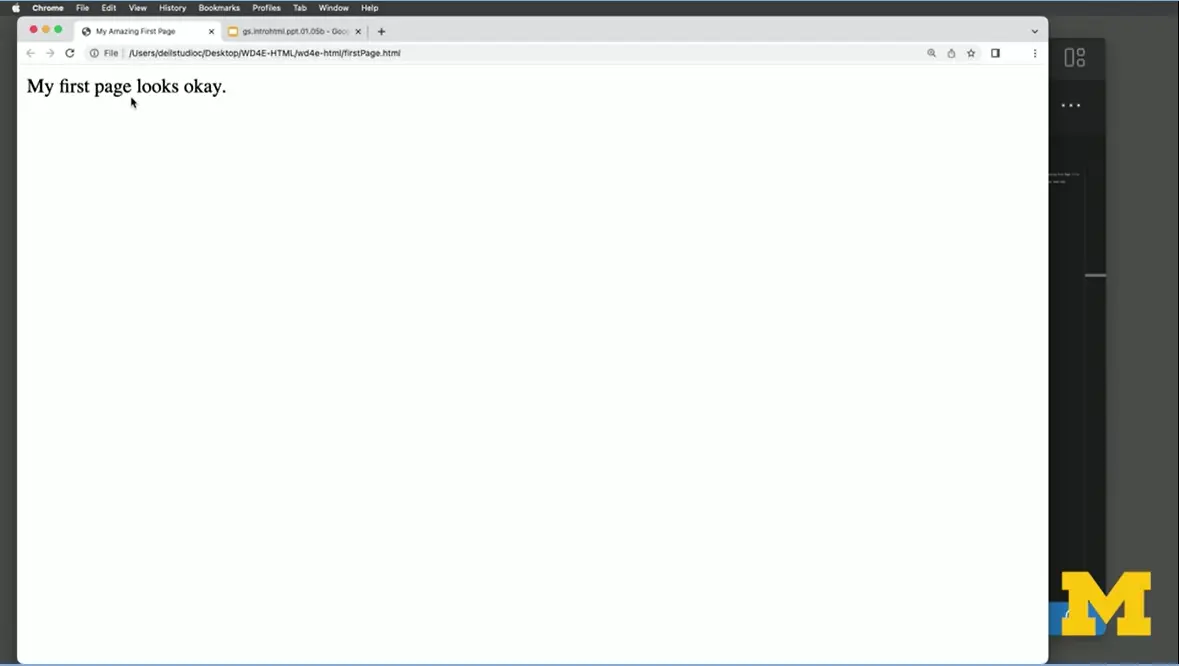 Chrome File Edit View History Bookmarks Profiles Tab Window Help
My Amazing First Page
gs.introhtml.ppt.01.05b - Goo
File /Users/deilstudioc/Desktop/WD4E-HTML/wd4e-html/firstPage.html
My first page looks okay.
M